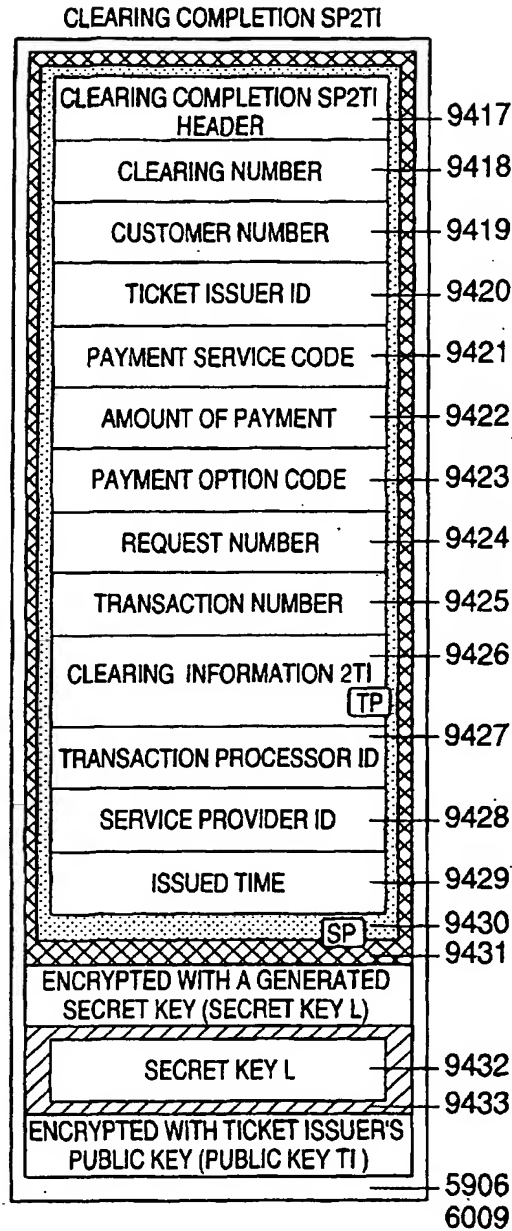 CLEARING COMPLETION SP2TI
CLEARING COMPLETION SP2TI
HEADER
9417
CLEARING NUMBER
9418
CUSTOMER NUMBER
9419
TICKET ISSUER ID
9420
PAYMENT SERVICE CODE
9421
AMOUNT OF PAYMENT
9422
PAYMENT OPTION CODE
9423
REQUEST NUMBER
9424
TRANSACTION NUMBER
9425
CLEARING INFORMATION 2TI
9426
TP
TRANSACTION PROCESSOR ID
9427
SERVICE PROVIDER ID
9428
ISSUED TIME
9429
SP
9430
9431
ENCRYPTED WITH A GENERATED
SECRET KEY (SECRET KEY L)
SECRET KEY L
9432
9433
ENCRYPTED WITH TICKET ISSUER'S
PUBLIC KEY (PUBLIC KEY TI )
5906
6009